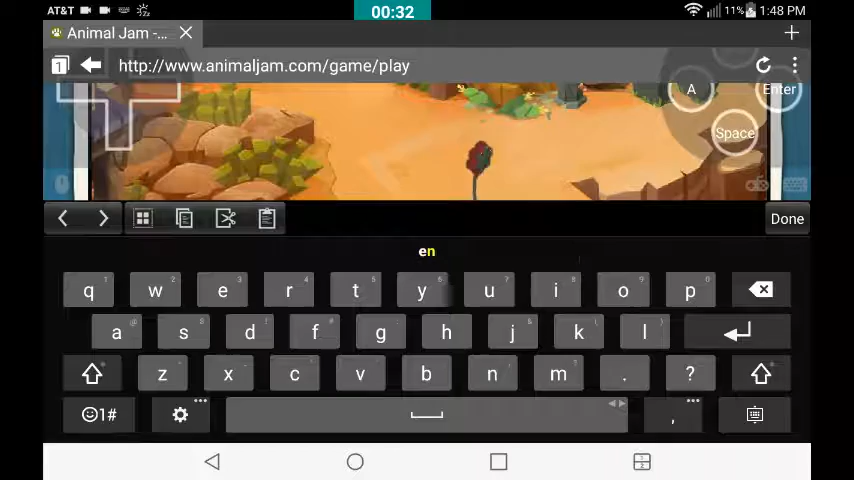 AT&T 00:32 11% 1:48 PM
Animal Jam -...
1 http://www.animaljam.com/game/play
A Enter
Space
Done
en
q w e r t y u i o p
a s d f g h j k l
z x c v b n m . ?
1# ,